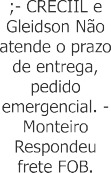 ;- CRECIIL e
Gleidson Não
atende o prazo
de entrega,
pedido
emergencial. -
Monteiro
Respondeu
frete FOB.